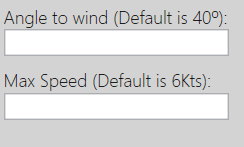 Angle to wind (Default is 40º):
Max Speed (Default is 6Kts):